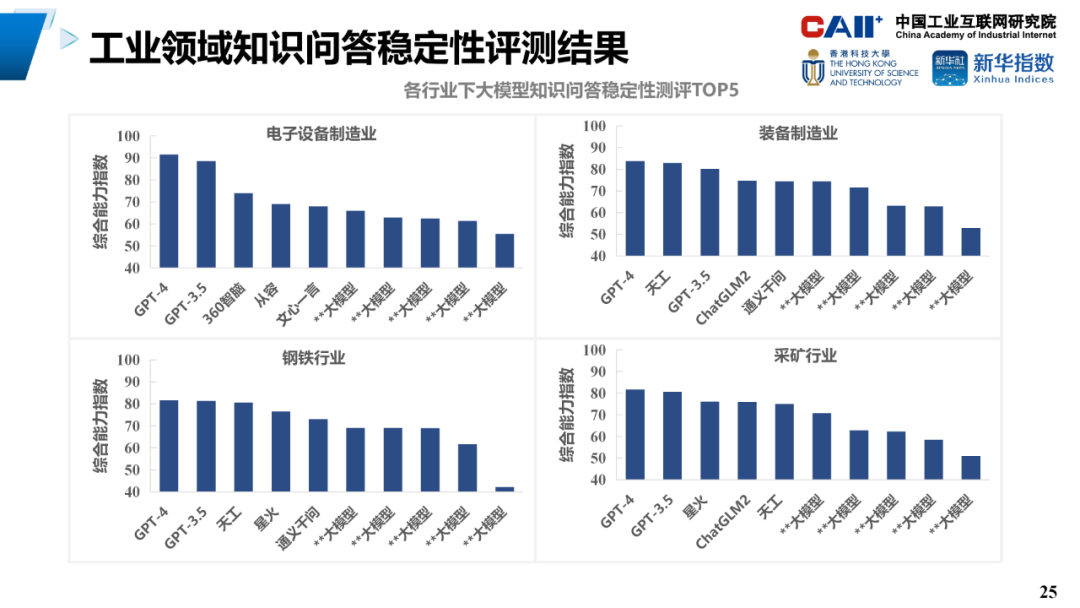 工业领域知识问答稳定性评测结果
CAII+
中国工业互联网研究院
China Academy of Industrial Internet
香港科技大學
THE HONG KONG
UNIVERSITY OF SCIENCE
AND TECHNOLOGY
新华社
新华指数
Xinhua Indices
各行业下大模型知识问答稳定性测评TOP5
电子设备制造业
综合能力指数
100
90
80
70
60
50
40
GPT-4
GPT-3.5
360智脑
从容
文心一言
**大模型
**大模型
**大模型
**大模型
**大模型
装备制造业
综合能力指数
100
90
80
70
60
50
40
GPT-4
天工
GPT-3.5
ChatGLM2
通义千问
**大模型
**大模型
**大模型
**大模型
**大模型
钢铁行业
综合能力指数
100
90
80
70
60
50
40
GPT-4
GPT-3.5
天工
星火
通义千问
**大模型
**大模型
**大模型
**大模型
**大模型
采矿行业
综合能力指数
100
90
80
70
60
50
40
GPT-4
GPT-3.5
星火
ChatGLM2
天工
**大模型
**大模型
**大模型
**大模型
**大模型
25